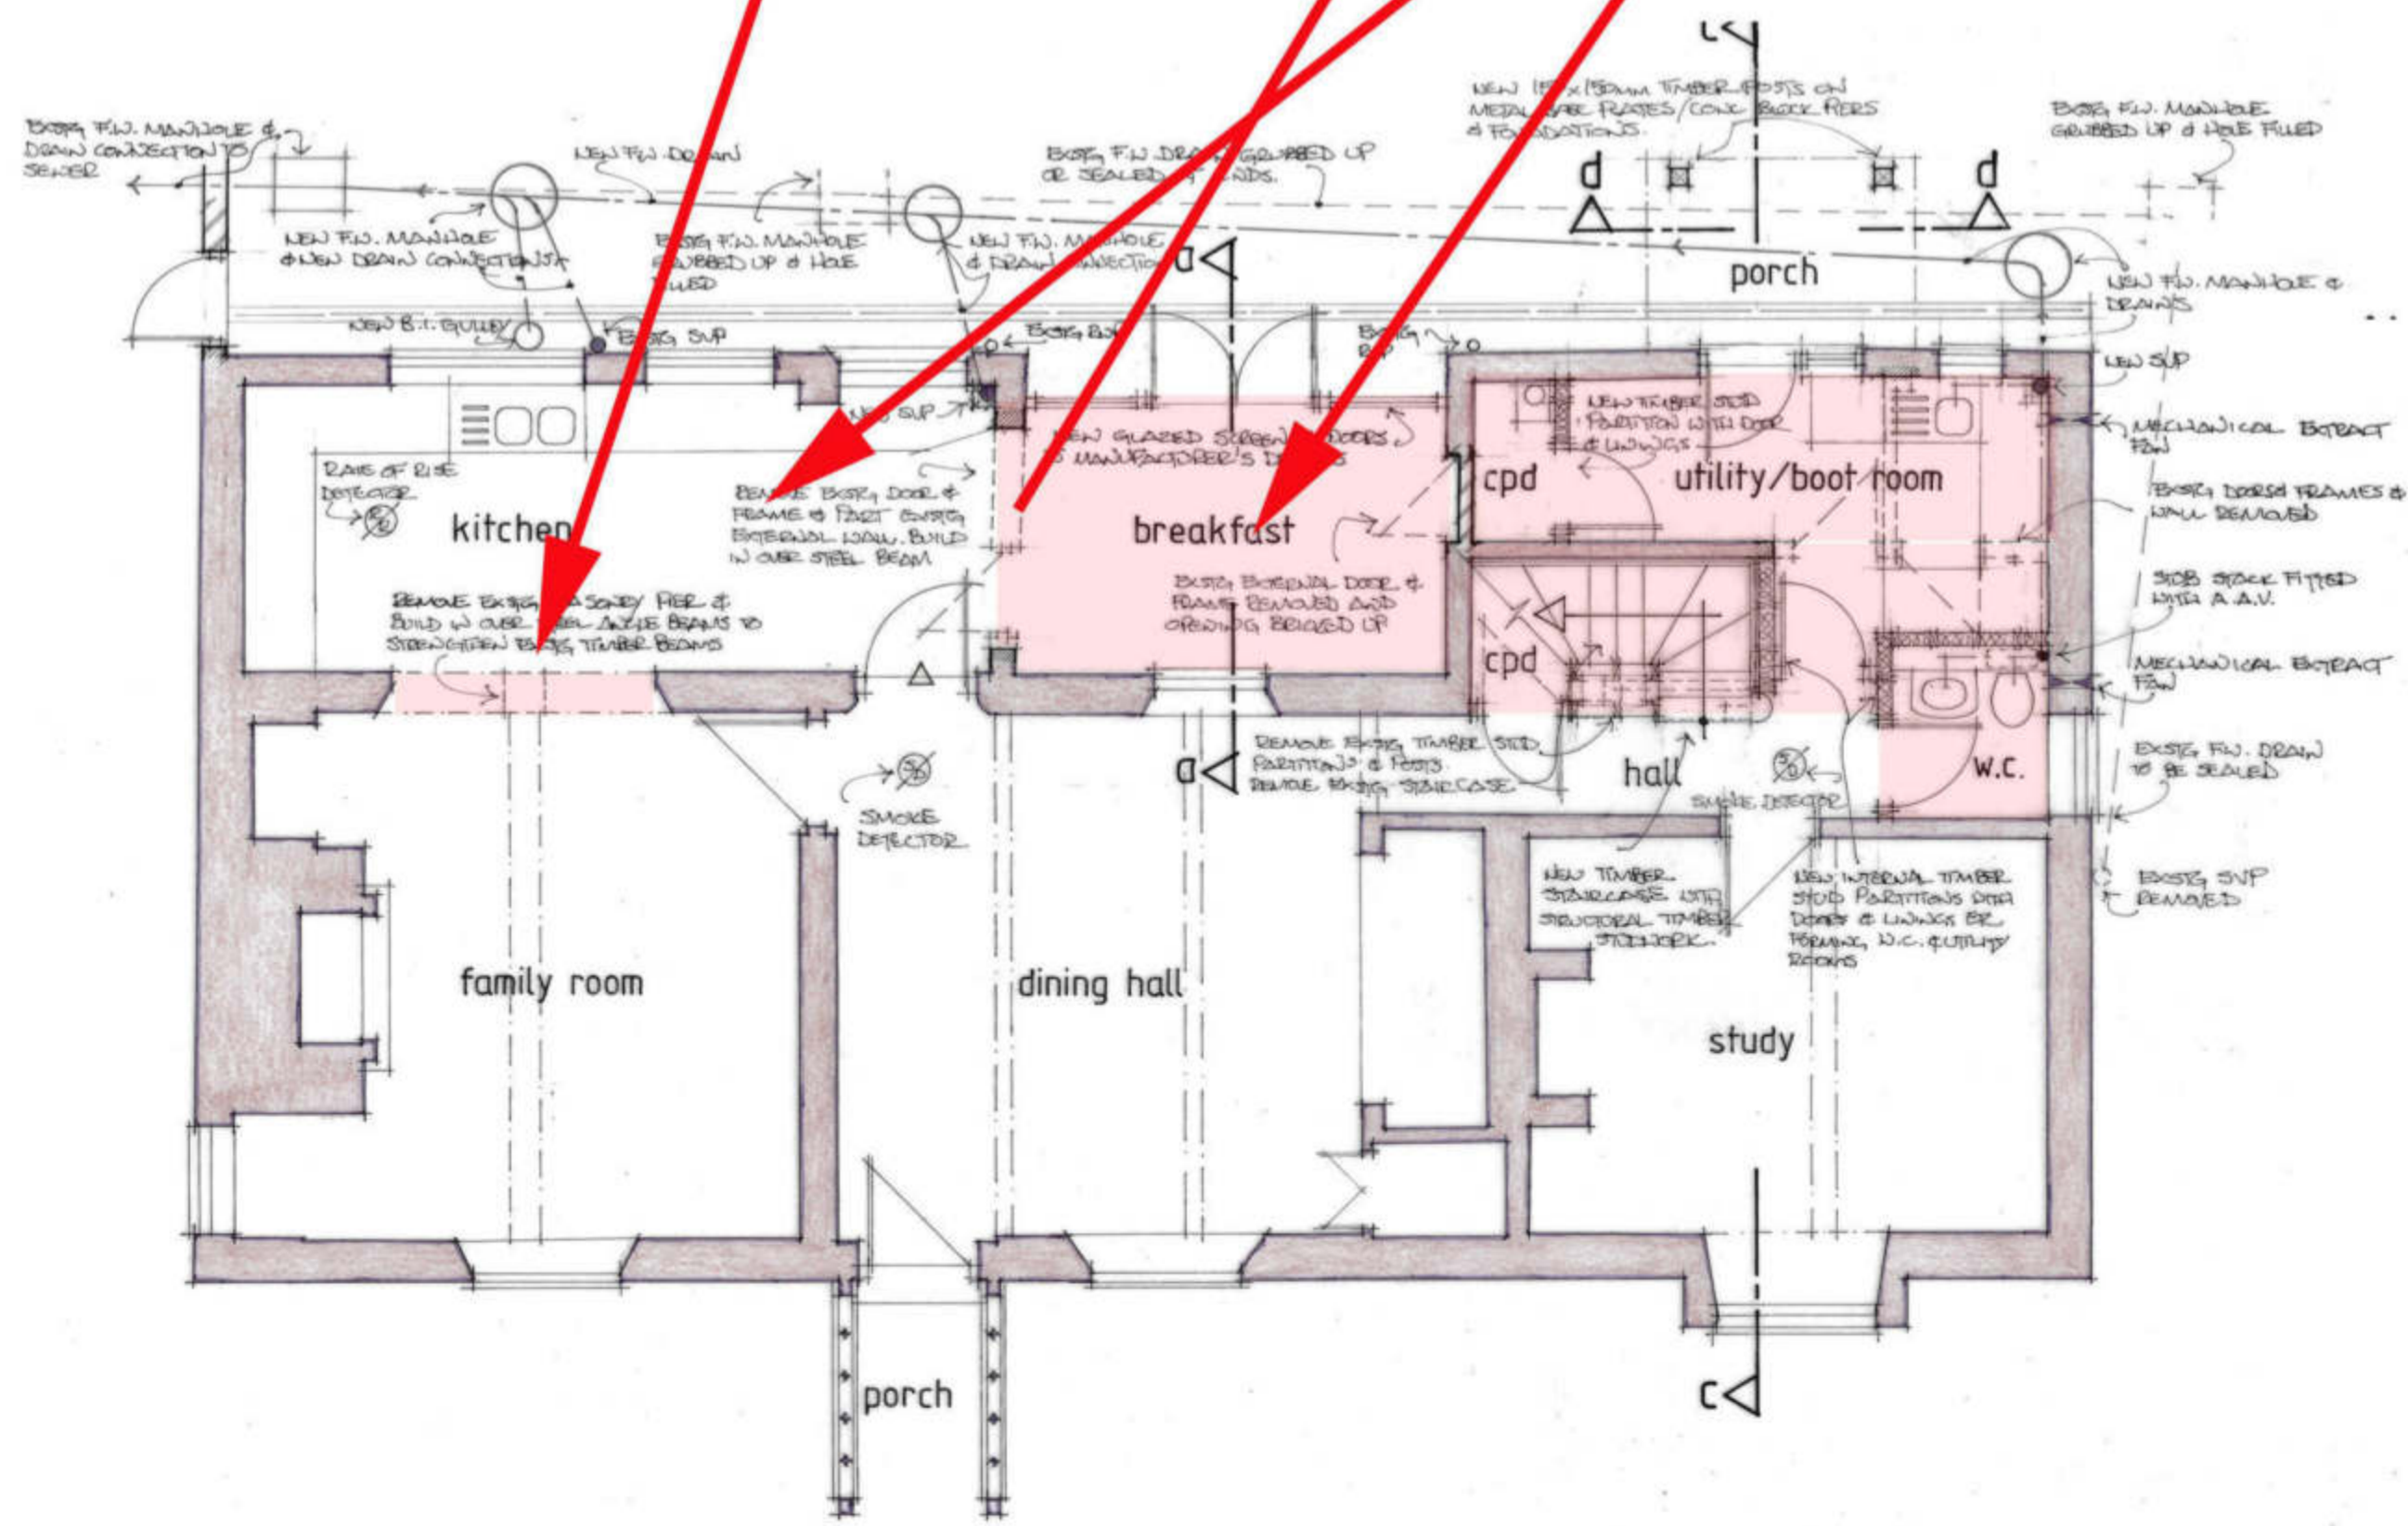 c
NEW 150 x 150mm TIMBER POSTS ON
METAL BASE PLATES/CONC BLOCK PIERS
& FOUNDATIONS.
EXSTG F.W. MANHOLE
GRUBBED UP & HOLE FILLED
EXSTG F.W. MANHOLE &
DRAIN CONNECTION TO
SEWER
NEW F.W. DRAIN
EXSTG F.W. DRAIN GRUBBED UP
OR SEALED AT ENDS.
d
d
NEW F.W. MANHOLE
& NEW DRAIN CONNECTIONS
EXSTG F.W. MANHOLE
GRUBBED UP & HOLE
FILLED
NEW F.W. MANHOLE
& DRAIN CONNECTION
a
porch
NEW F.W. MANHOLE &
DRAINS
NEW B.I. GULLEY
EXSTG SVP
EXSTG
EXSTG
NEW SVP
NEW SVP
NEW TIMBER STUD
PARTITION WITH DOOR
& LININGS
MECHANICAL EXTRACT
FAN
NEW GLAZED SCREEN & DOORS
TO MANUFACTURER'S
RATE OF RISE
DETECTOR
cpd
utility/boot room
kitchen
REMOVE EXSTG DOOR &
FRAME & PART EXSTG
EXTERNAL WALL. BUILD
IN OVER STEEL BEAM
breakfast
EXSTG DOORS & FRAMES &
WALL REMOVED
REMOVE EXSTG MASONRY PIER &
BUILD IN OVER STEEL ANGLE BEAMS TO
STRENGTHEN EXSTG TIMBER BEAMS
EXSTG EXTERNAL DOOR &
FRAME REMOVED AND
OPENING BRICKED UP
STUB STACK FITTED
WITH A.A.V.
cpd
MECHANICAL EXTRACT
FAN
REMOVE EXSTG TIMBER STUD
PARTITIONS & POSTS.
REMOVE EXSTG STAIRCASE
a
hall
W.C.
EXSTG F.W. DRAIN
TO BE SEALED
S/D
S/D
SMOKE DETECTOR
SMOKE
DETECTOR
NEW TIMBER
STAIRCASE WITH
STRUCTURAL TIMBER
STUDWORK.
NEW INTERNAL TIMBER
STUD PARTITIONS WITH
DOORS & LININGS FOR
FORMING W.C. & UTILITY
ROOMS
EXSTG SVP
REMOVED
family room
dining hall
study
porch
c